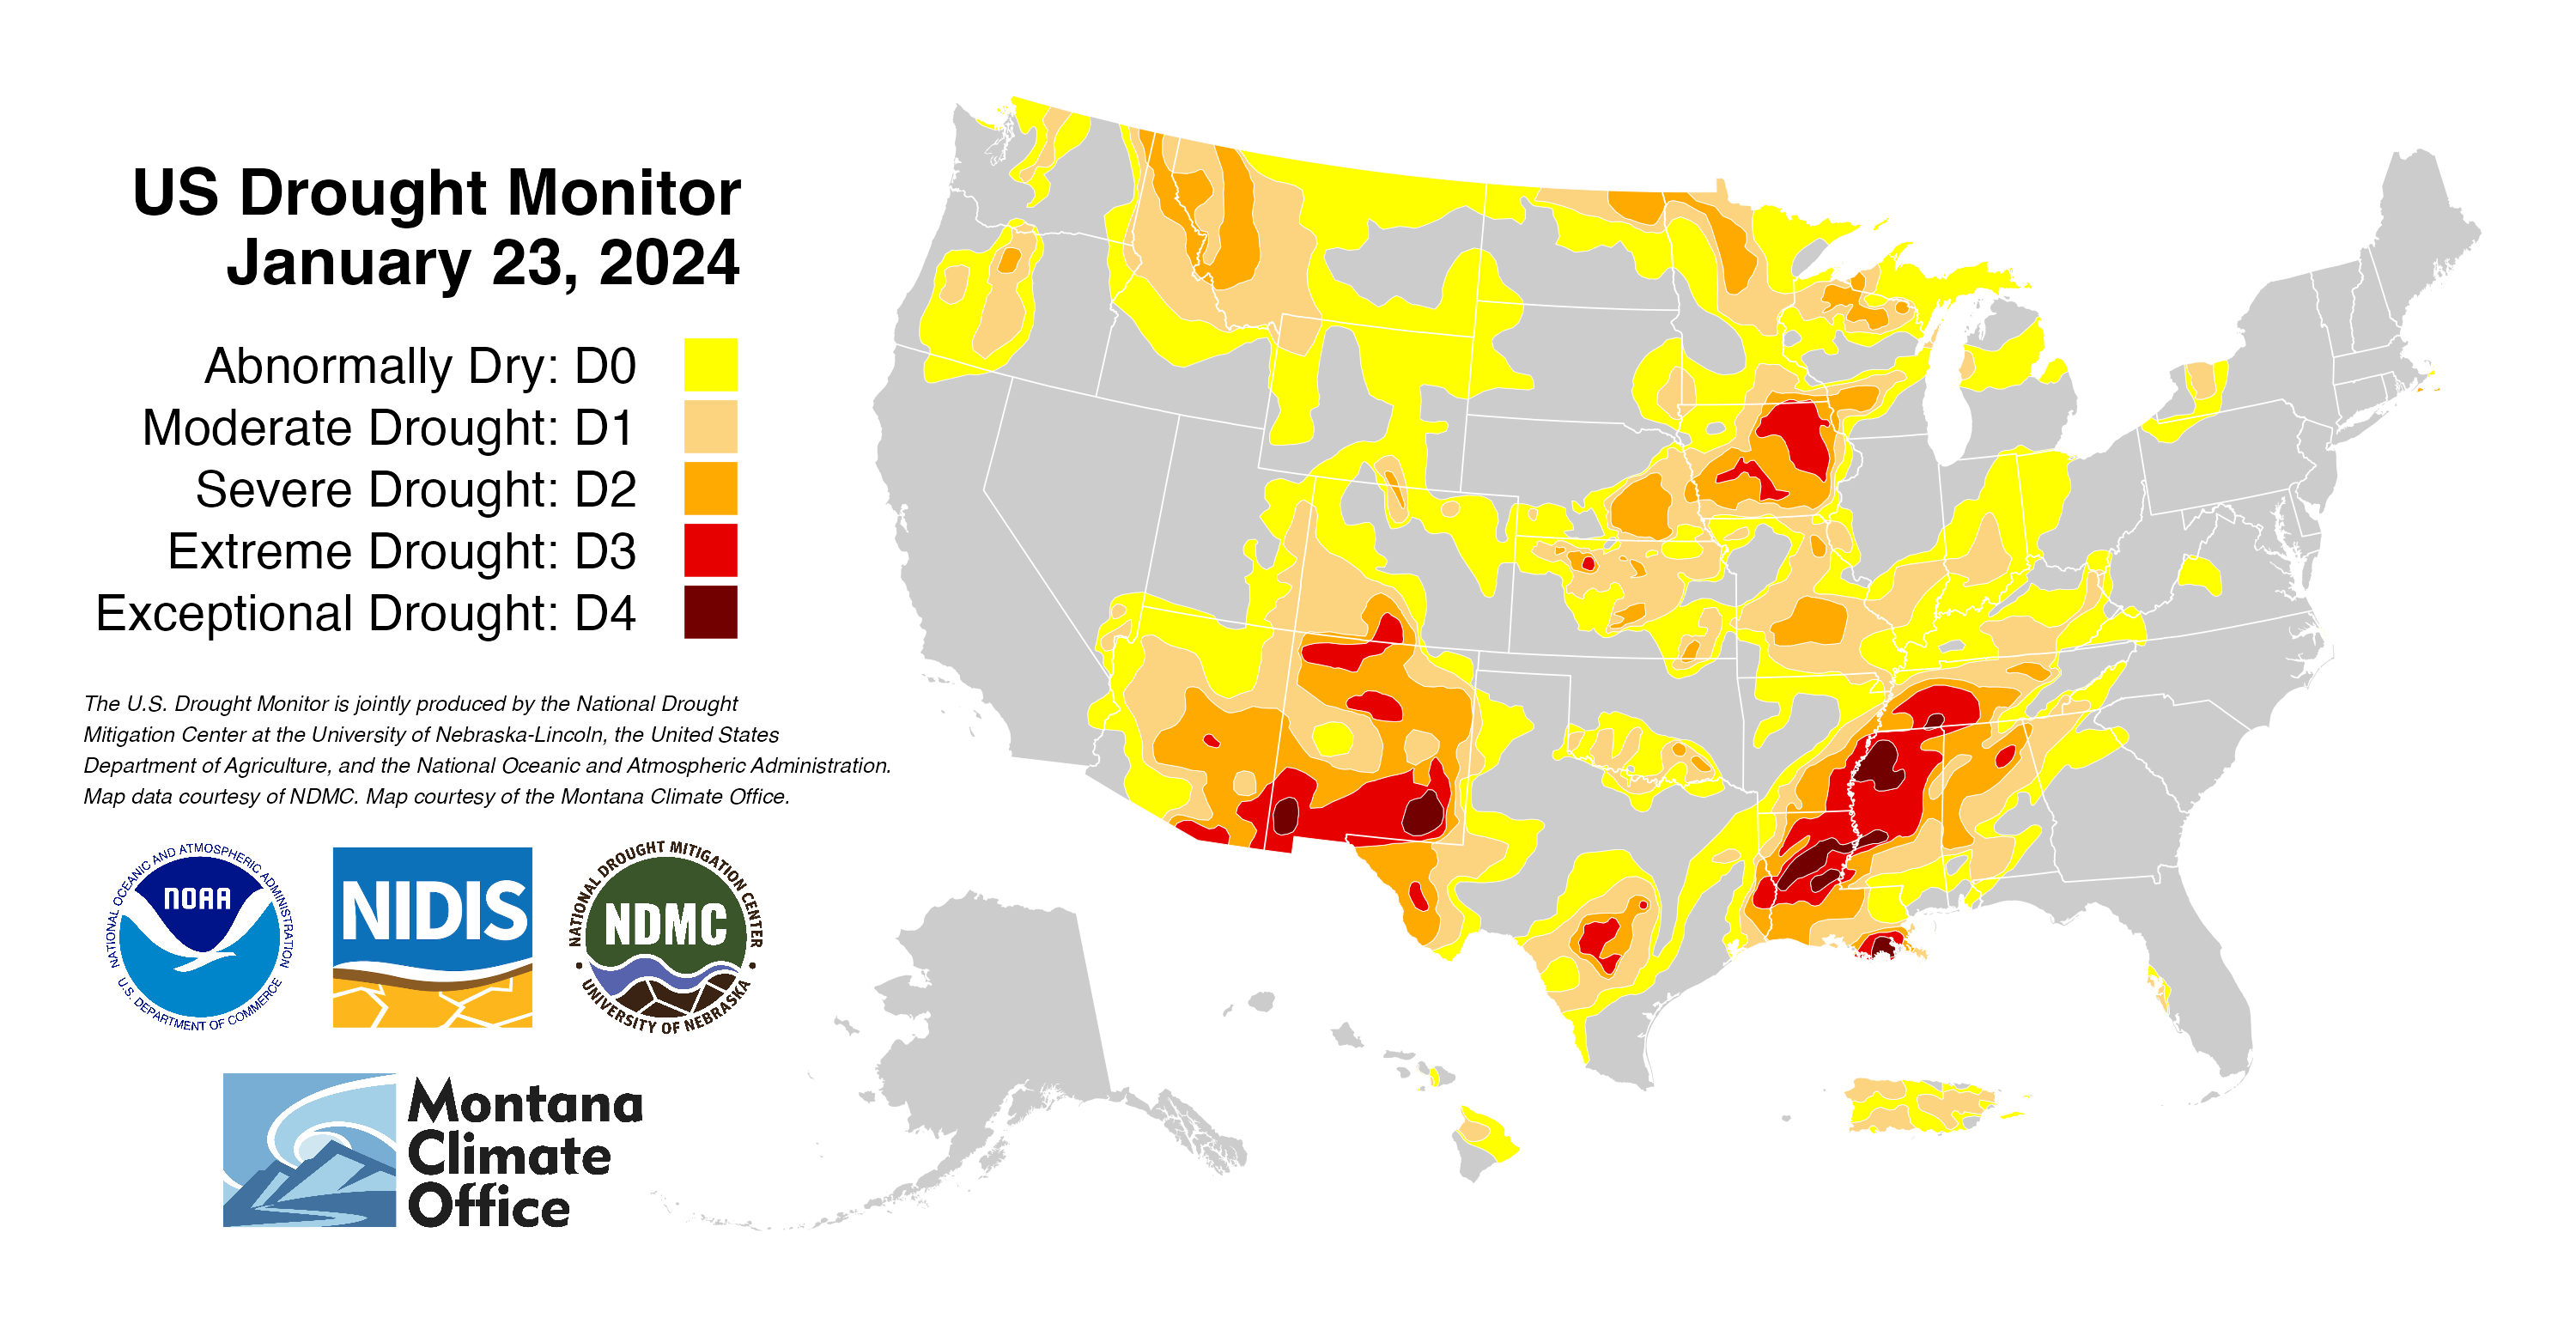 US Drought Monitor
January 23, 2024
Abnormally Dry: D0
Moderate Drought: D1
Severe Drought: D2
Extreme Drought: D3
Exceptional Drought: D4
The U.S. Drought Monitor is jointly produced by the National Drought
Mitigation Center at the University of Nebraska-Lincoln, the United States
Department of Agriculture, and the National Oceanic and Atmospheric Administration.
Map data courtesy of NDMC. Map courtesy of the Montana Climate Office.
NATIONAL OCEANIC AND ATMOSPHERIC ADMINISTRATION
NOAA
U.S. DEPARTMENT OF COMMERCE
NIDIS
NATIONAL DROUGHT MITIGATION CENTER
NDMC
UNIVERSITY OF NEBRASKA
Montana
Climate
Office